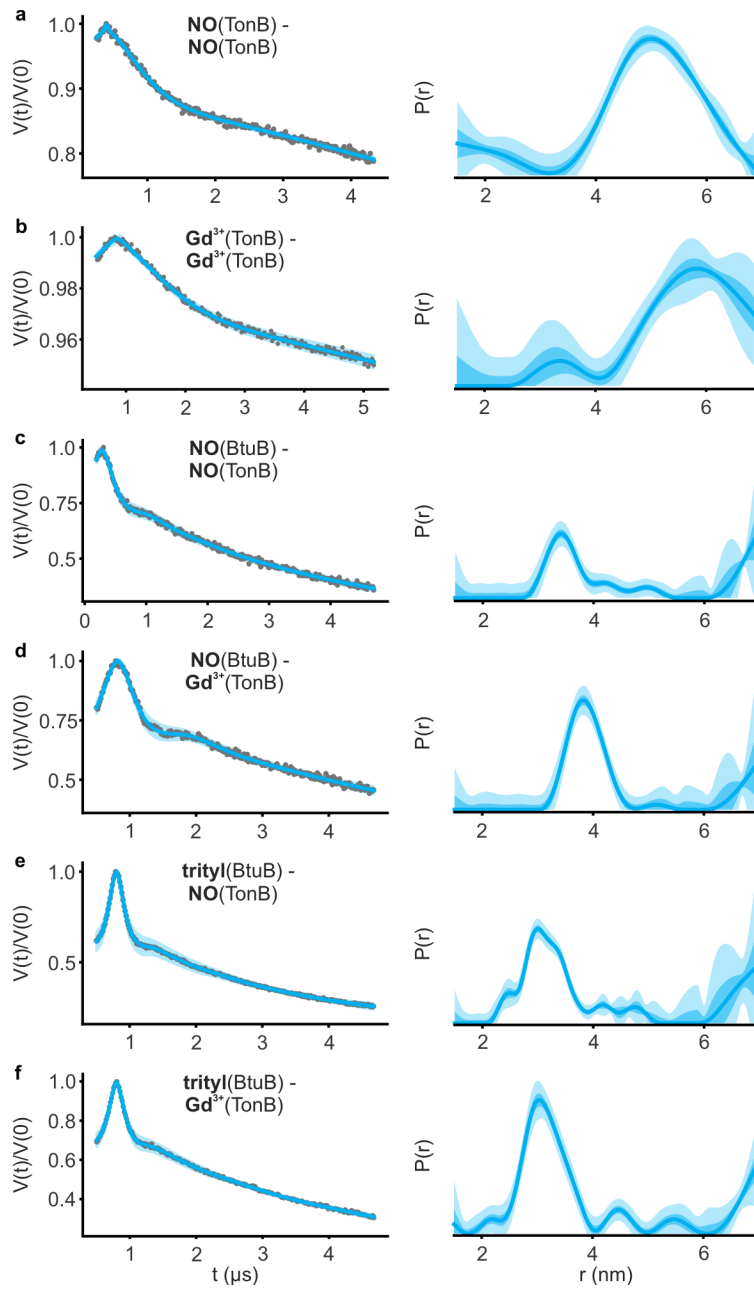 a
NO(TonB) -
NO(TonB)
V(t)/V(0)
1.0
0.9
0.8
1 2 3 4
P(r)
2 4 6
b
Gd³⁺(TonB) -
Gd³⁺(TonB)
V(t)/V(0)
1.0
0.98
0.96
1 2 3 4 5
P(r)
2 4 6
c
NO(BtuB) -
NO(TonB)
V(t)/V(0)
1.0
0.75
0.5
0 1 2 3 4
P(r)
2 4 6
d
NO(BtuB) -
Gd³⁺(TonB)
V(t)/V(0)
1.0
0.75
0.5
1 2 3 4
P(r)
2 4 6
e
trityl(BtuB) -
NO(TonB)
V(t)/V(0)
1.0
0.5
1 2 3 4
P(r)
2 4 6
f
trityl(BtuB) -
Gd³⁺(TonB)
V(t)/V(0)
1.0
0.8
0.6
0.4
1 2 3 4
t (μs)
P(r)
2 4 6
r (nm)